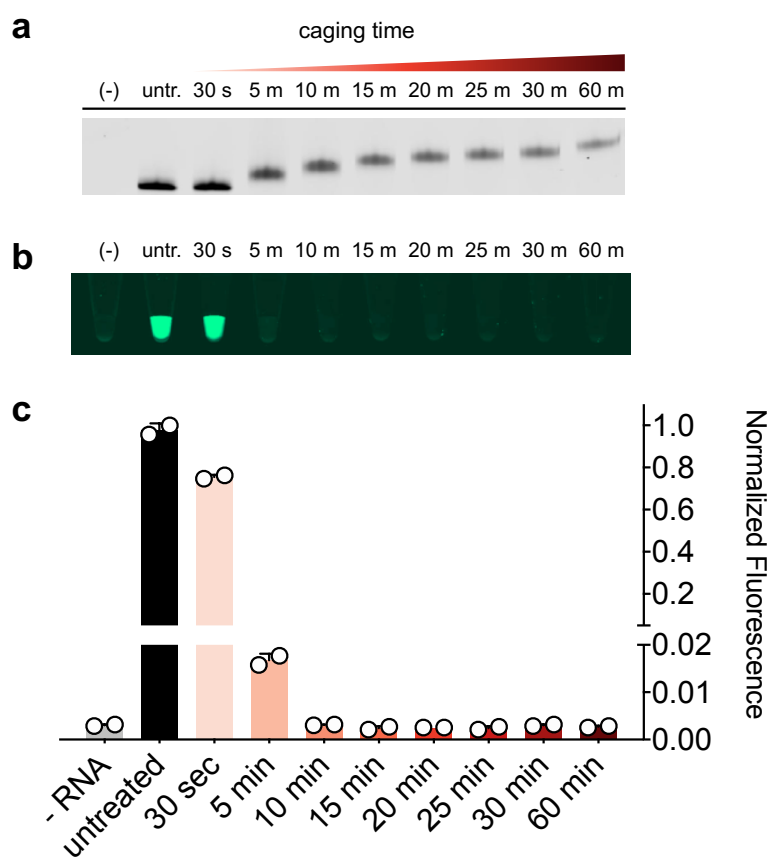 a
caging time
(-) untr. 30 s 5 m 10 m 15 m 20 m 25 m 30 m 60 m
b
(-) untr. 30 s 5 m 10 m 15 m 20 m 25 m 30 m 60 m
c
1.0
0.8
0.6
0.4
0.2
0.02
0.01
0.00
Normalized Fluorescence
- RNA
untreated
30 sec
5 min
10 min
15 min
20 min
25 min
30 min
60 min